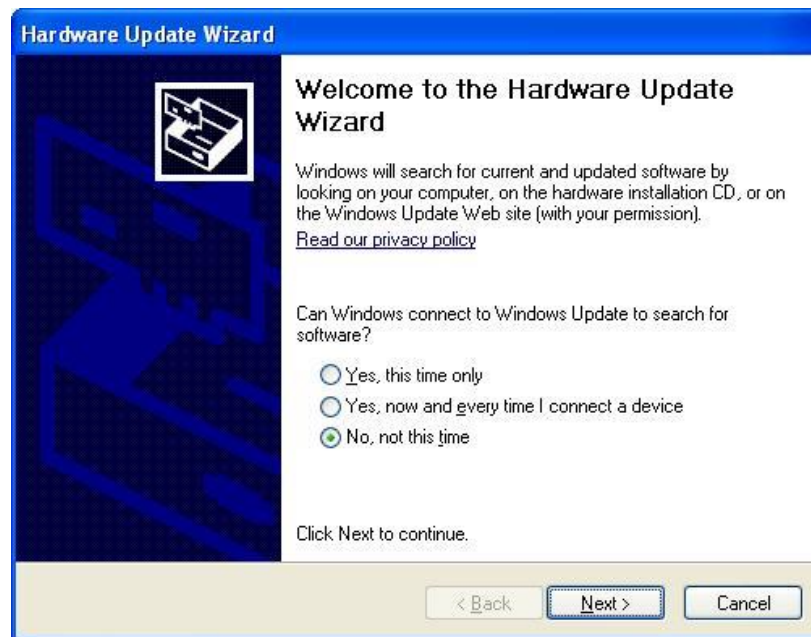 Hardware Update Wizard
Welcome to the Hardware Update
Wizard
Windows will search for current and updated software by
looking on your computer, on the hardware installation CD, or on
the Windows Update Web site (with your permission).
Read our privacy policy
Can Windows connect to Windows Update to search for
software?
Yes, this time only
Yes, now and every time I connect a device
No, not this time
Click Next to continue.
< Back Next > Cancel